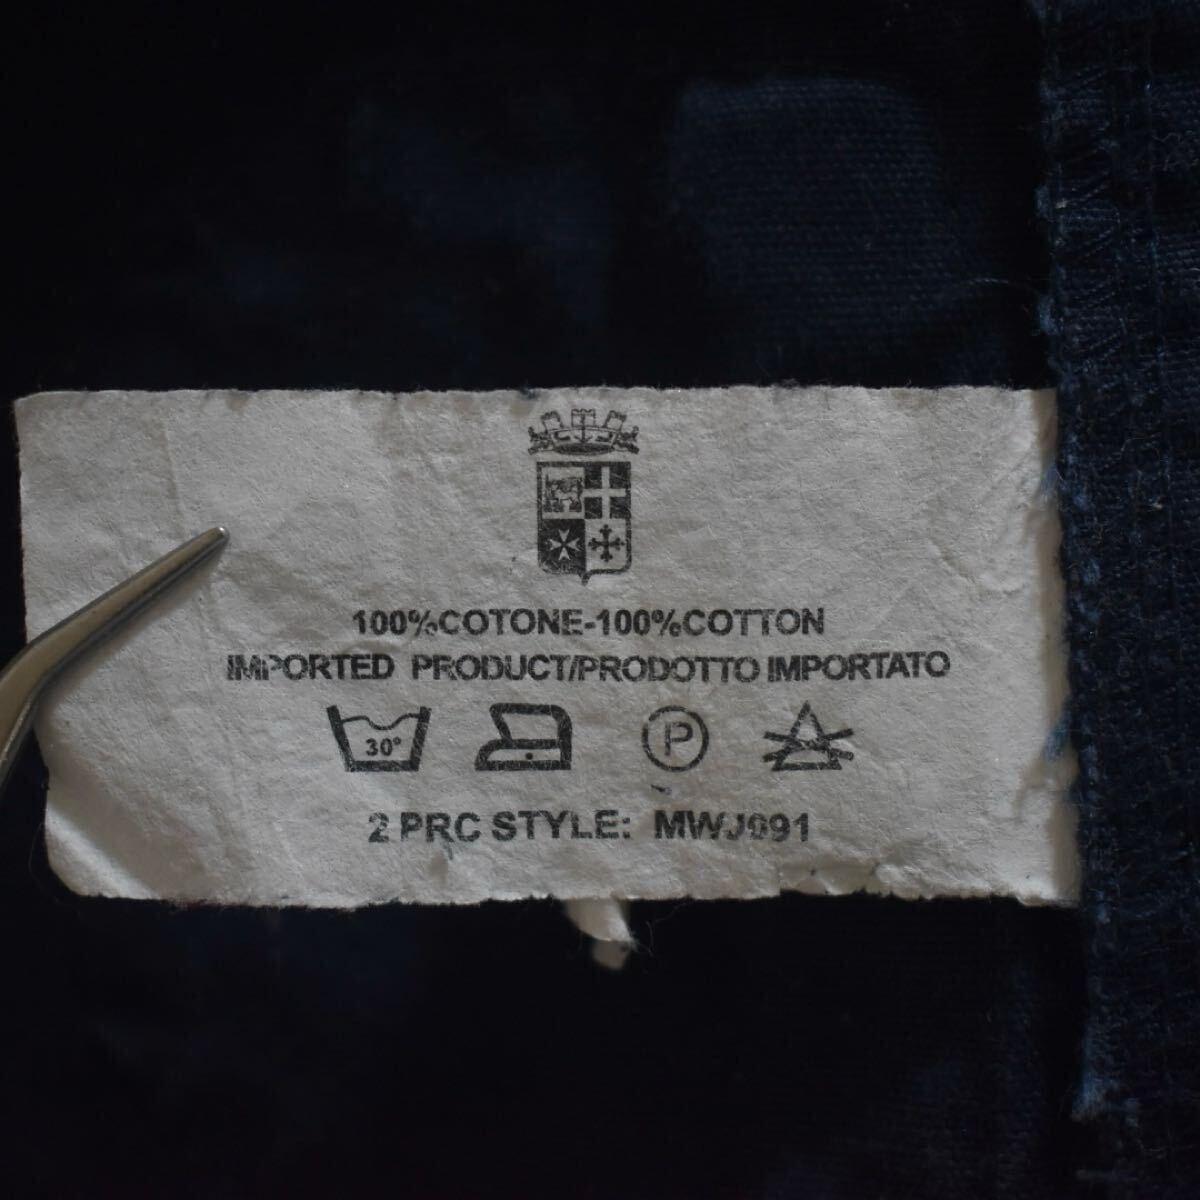 100%COTONE-100%COTTON
IMPORTED PRODUCT/PRODOTTO IMPORTATO
30° P
2 PRC STYLE: MWJ091